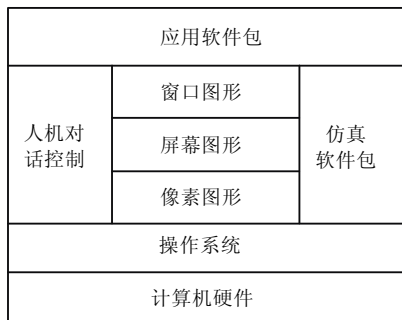 应用软件包
人机对
话控制
窗口图形
屏幕图形
像素图形
仿真
软件包
操作系统
计算机硬件